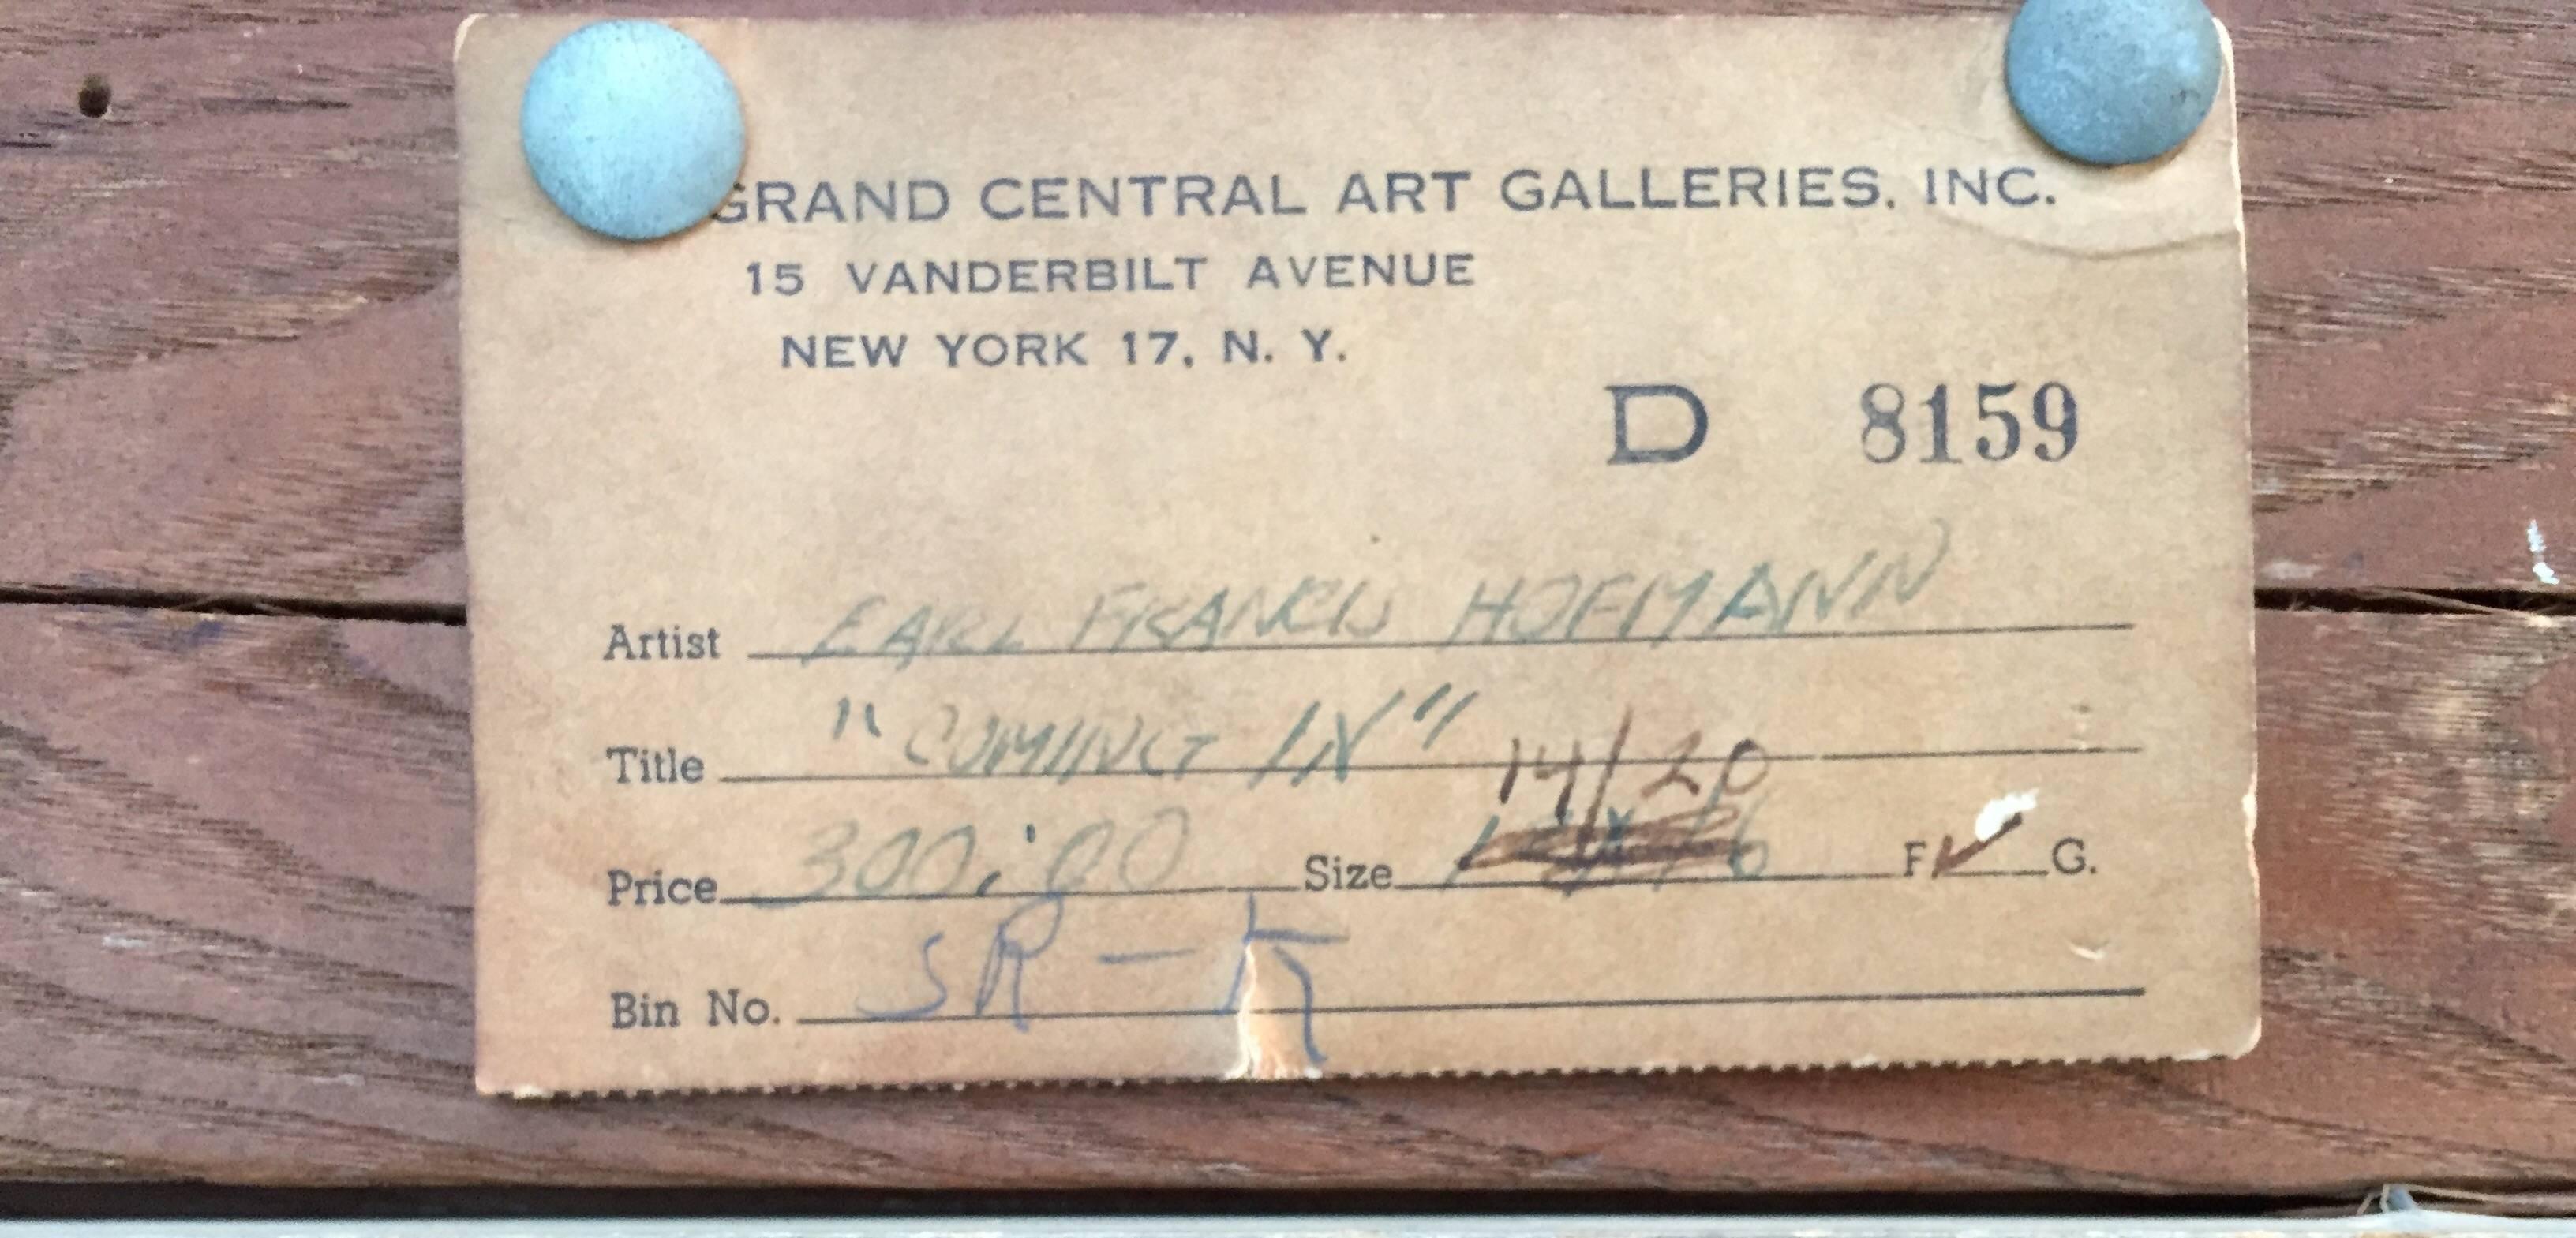 GRAND CENTRAL ART GALLERIES, INC.
15 VANDERBILT AVENUE
NEW YORK 17, N. Y.
D 8159
Artist EARL FRANCIS HOFMANN
Title "COMING IN"
14/20
Price 300.00 Size F ✓ G.
Bin No. SR -